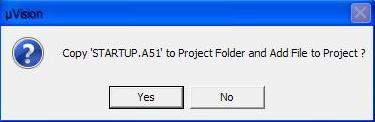 µVision
Copy 'STARTUP.A51' to Project Folder and Add File to Project ?
Yes
No